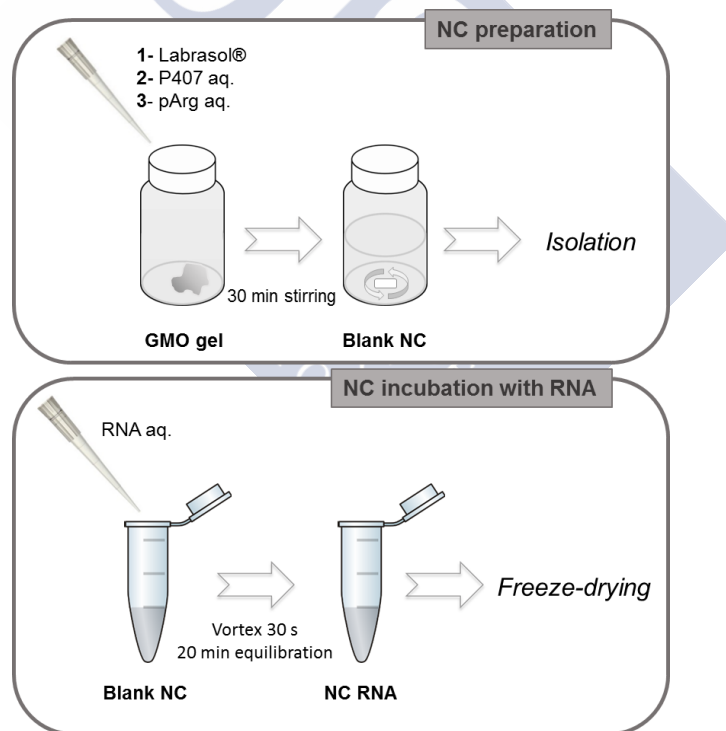 NC preparation
1- Labrasol®
2- P407 aq.
3- pArg aq.
30 min stirring
Isolation
GMO gel
Blank NC
NC incubation with RNA
RNA aq.
Vortex 30 s
20 min equilibration
Freeze-drying
Blank NC
NC RNA